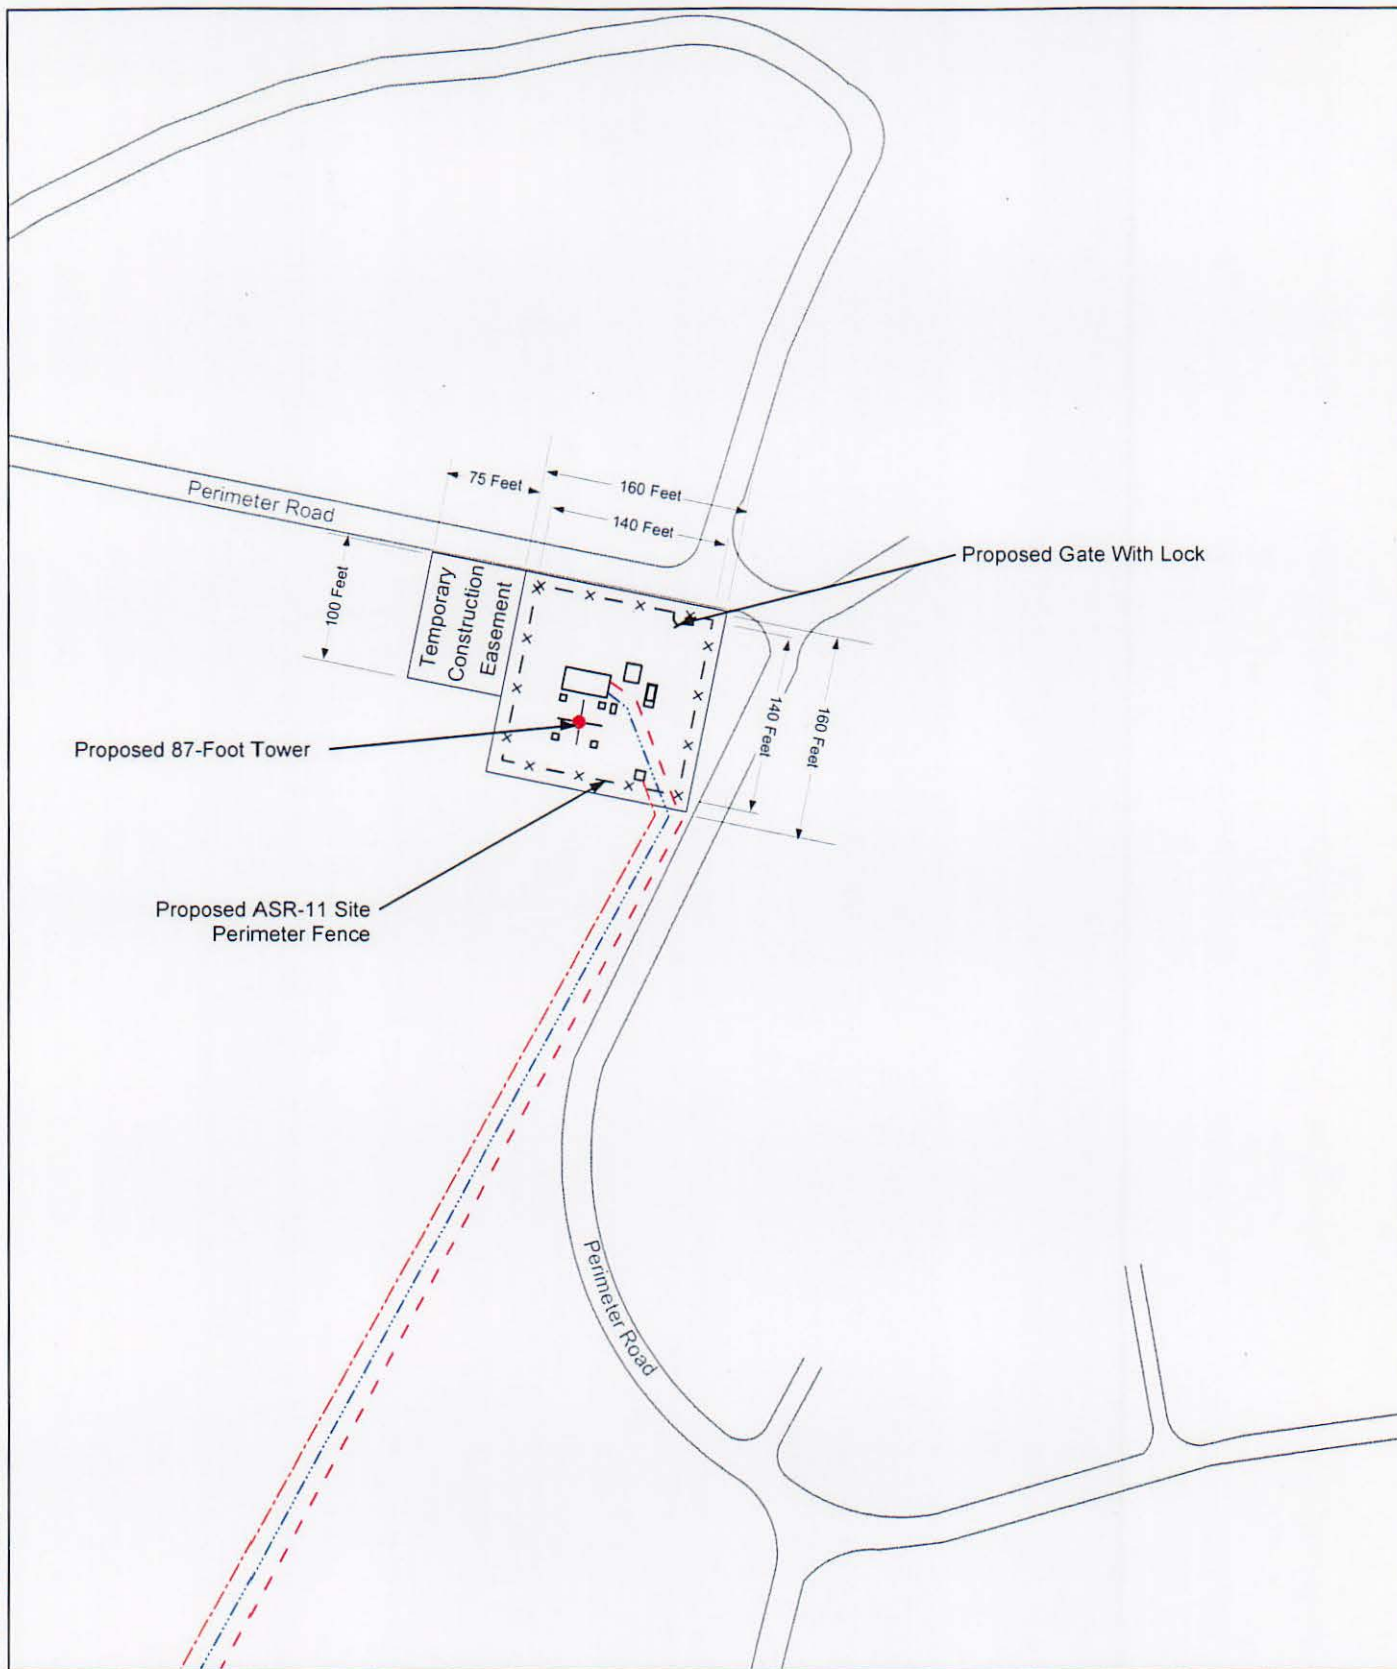 75 Feet
160 Feet
140 Feet
Perimeter Road
Proposed Gate With Lock
100 Feet
Temporary
Construction
Easement
140 Feet
160 Feet
Proposed 87-Foot Tower
Proposed ASR-11 Site
Perimeter Fence
Perimeter Road